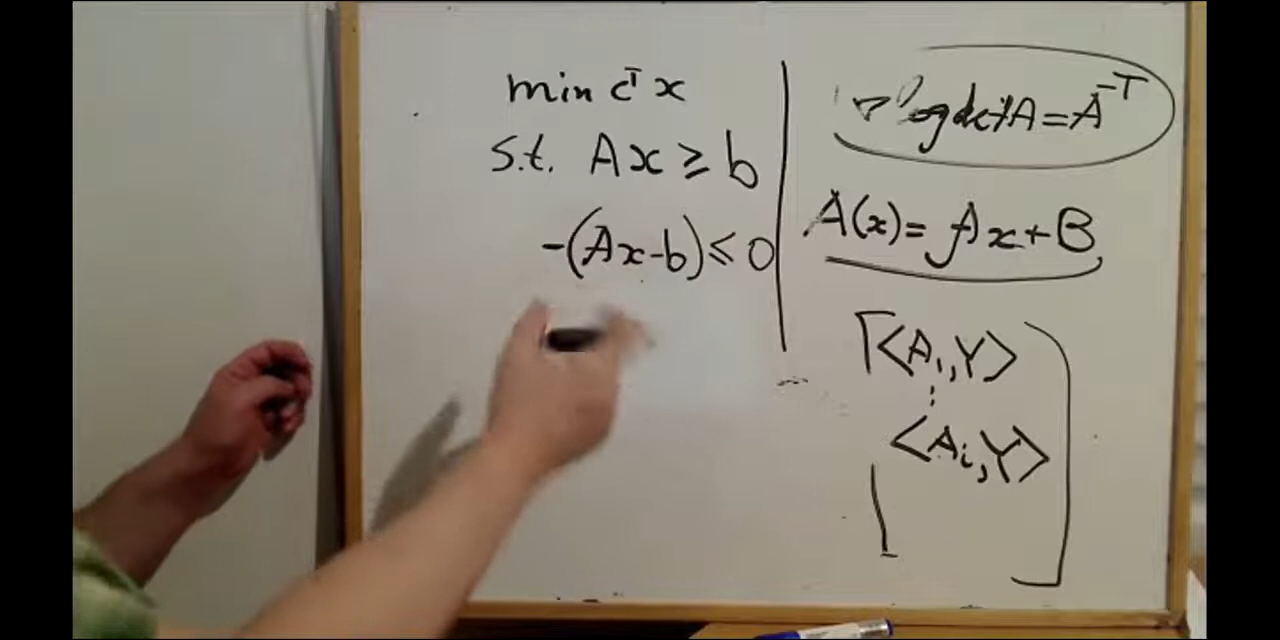 min cᵀx
s.t. Ax ≥ b
-(Ax-b) ≤ 0
∇ log det A = A⁻ᵀ
A(x) = Ax + B
[<A₁,Y>
⋮
<Aᵢ,Y>]